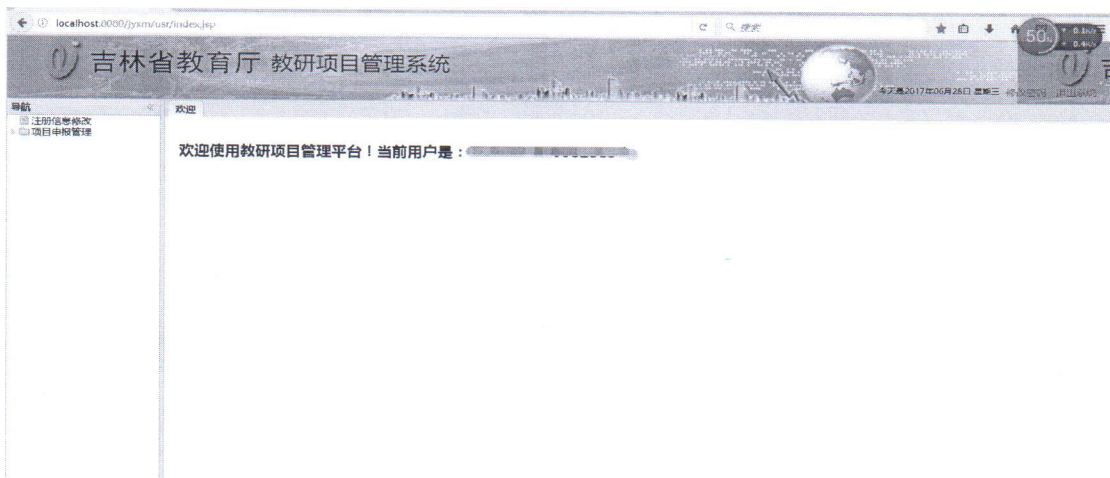 localhost:8080/jyxm/usr/index.jsp
搜索
50
吉林省教育厅 教研项目管理系统
今天是2017年06月28日 星期三
导航
欢迎
注册信息修改
项目申报管理
欢迎使用教研项目管理平台！当前用户是：